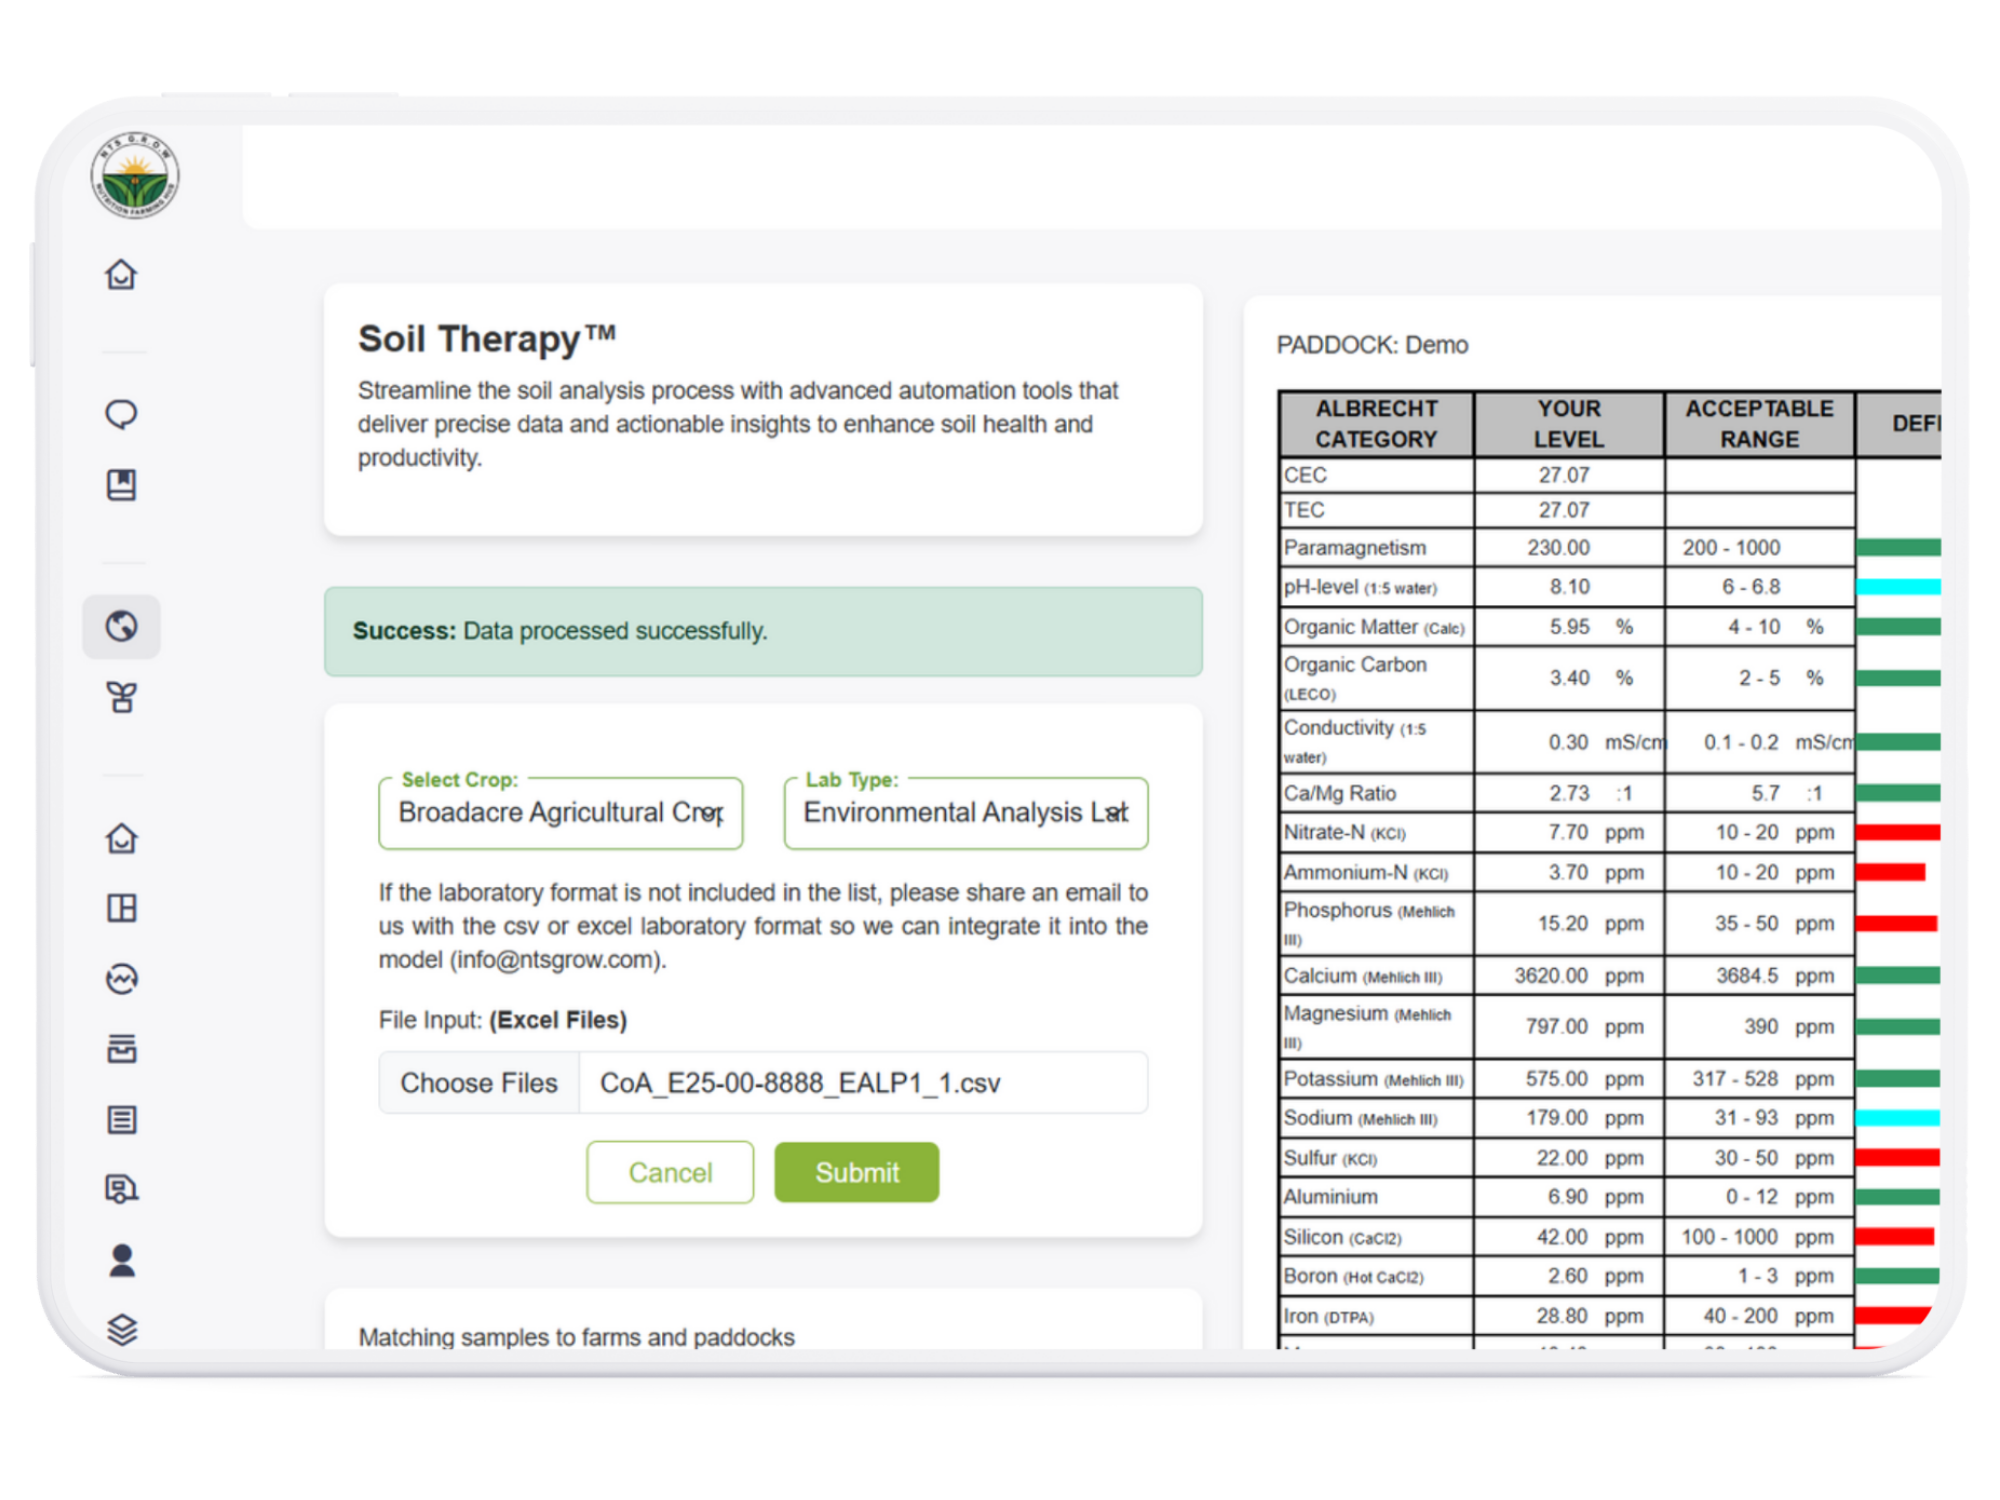 NTS G.R.O.W
NUTRITION FARMING HUB
Soil Therapy™
Streamline the soil analysis process with advanced automation tools that
deliver precise data and actionable insights to enhance soil health and
productivity.
Success: Data processed successfully.
Select Crop:
Broadacre Agricultural Crop
Lab Type:
Environmental Analysis Lab
If the laboratory format is not included in the list, please share an email to
us with the csv or excel laboratory format so we can integrate it into the
model (info@ntsgrow.com).
File Input: (Excel Files)
Choose Files CoA_E25-00-8888_EALP1_1.csv
Cancel
Submit
Matching samples to farms and paddocks
PADDOCK: Demo
ALBRECHT CATEGORY YOUR LEVEL ACCEPTABLE RANGE DEFI
CEC 27.07
TEC 27.07
Paramagnetism 230.00 200 - 1000
pH-level (1:5 water) 8.10 6 - 6.8
Organic Matter (Calc) 5.95 % 4 - 10 %
Organic Carbon (LECO) 3.40 % 2 - 5 %
Conductivity (1:5 water) 0.30 mS/cm 0.1 - 0.2 mS/cm
Ca/Mg Ratio 2.73 :1 5.7 :1
Nitrate-N (KCl) 7.70 ppm 10 - 20 ppm
Ammonium-N (KCl) 3.70 ppm 10 - 20 ppm
Phosphorus (Mehlich III) 15.20 ppm 35 - 50 ppm
Calcium (Mehlich III) 3620.00 ppm 3684.5 ppm
Magnesium (Mehlich III) 797.00 ppm 390 ppm
Potassium (Mehlich III) 575.00 ppm 317 - 528 ppm
Sodium (Mehlich III) 179.00 ppm 31 - 93 ppm
Sulfur (KCl) 22.00 ppm 30 - 50 ppm
Aluminium 6.90 ppm 0 - 12 ppm
Silicon (CaCl2) 42.00 ppm 100 - 1000 ppm
Boron (Hot CaCl2) 2.60 ppm 1 - 3 ppm
Iron (DTPA) 28.80 ppm 40 - 200 ppm